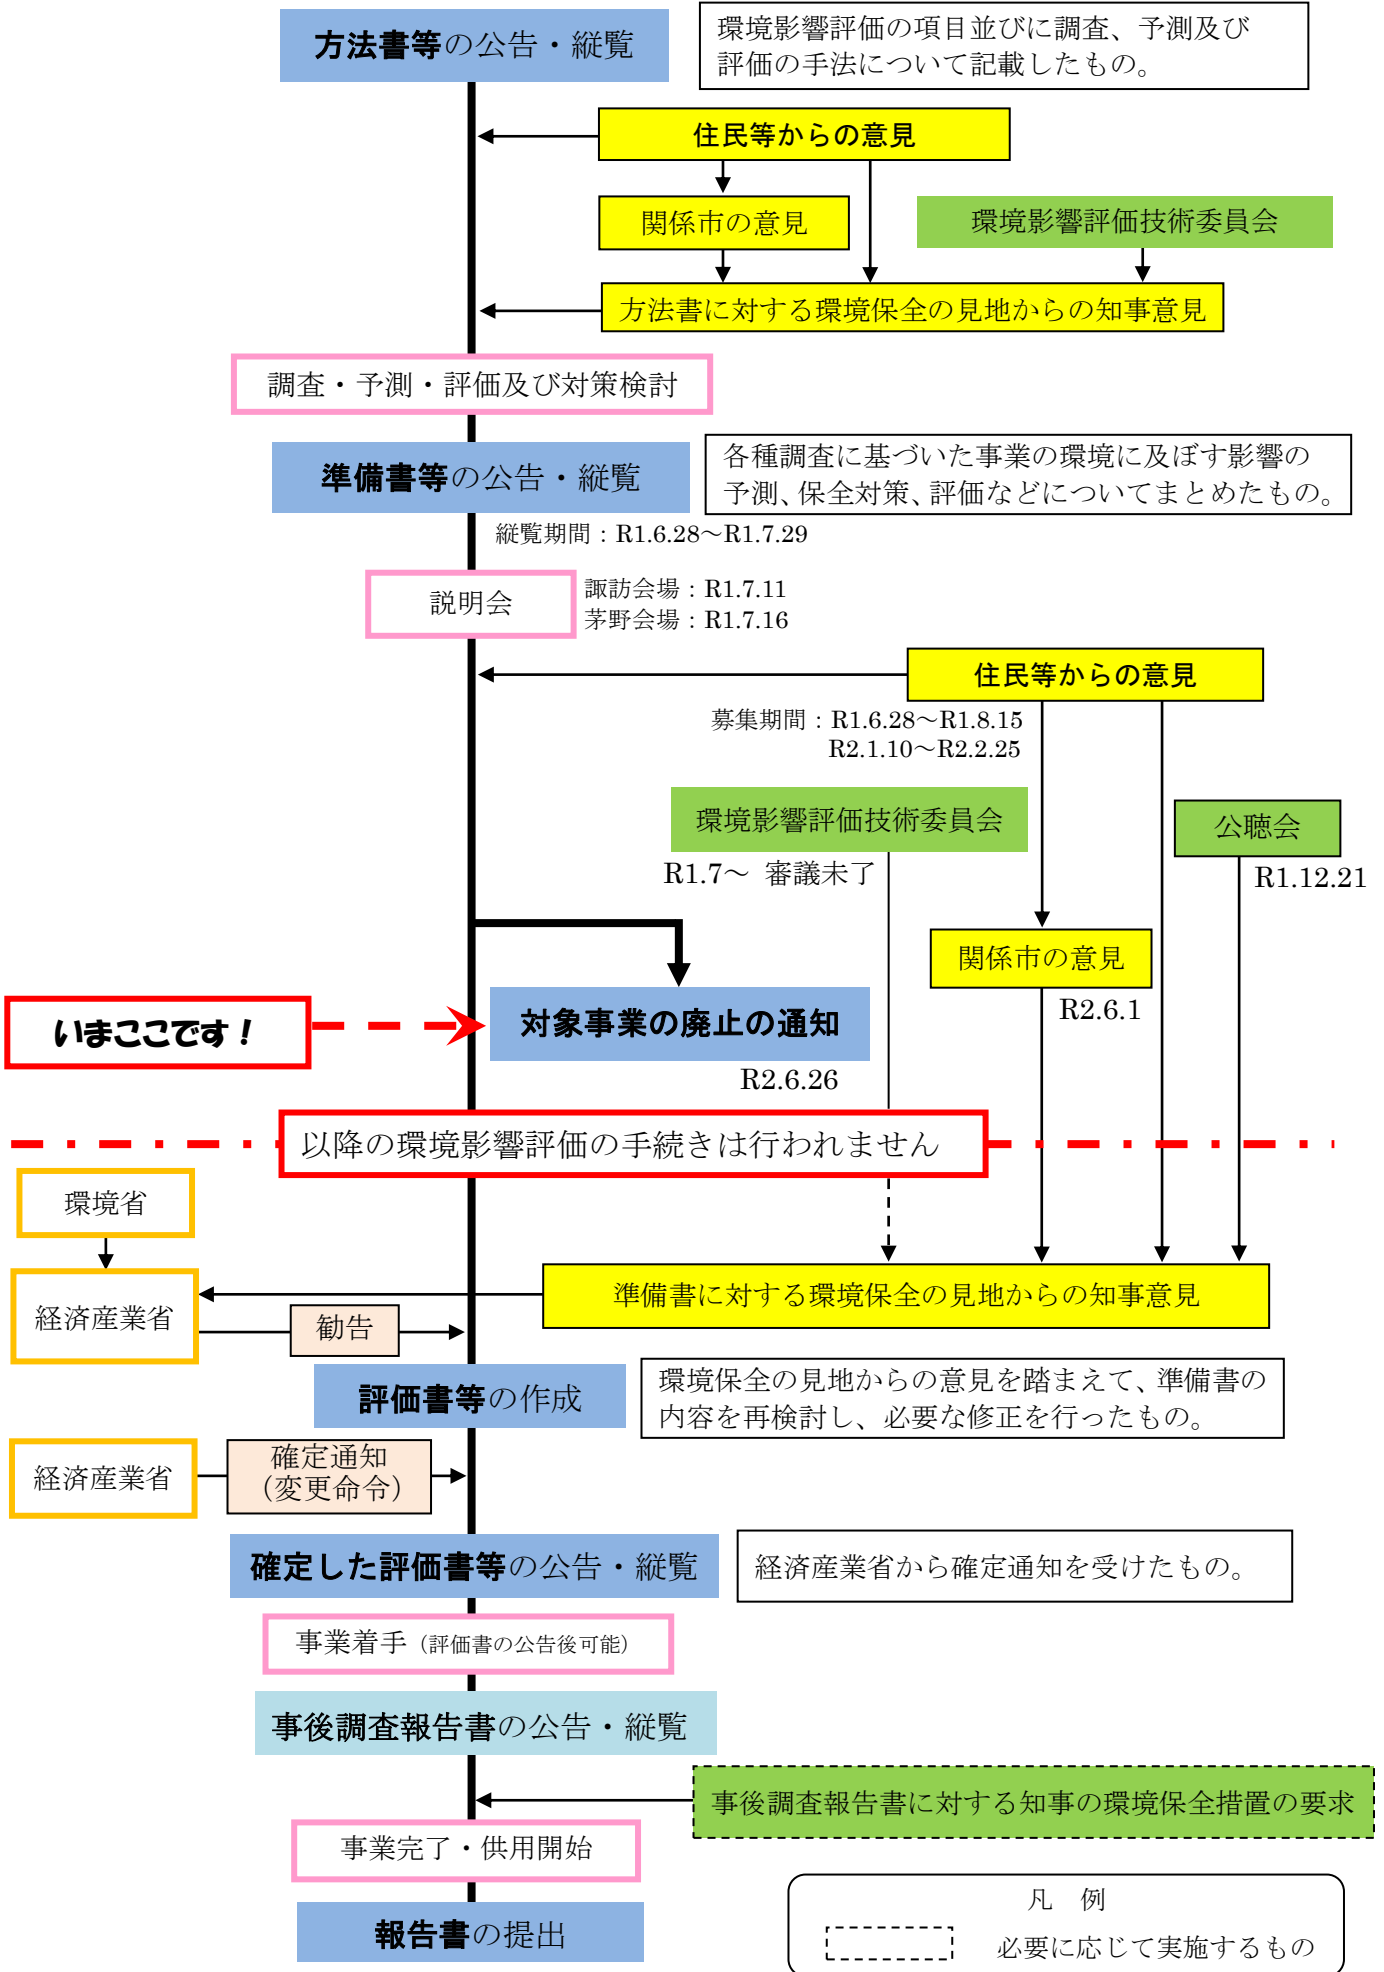 方法書等の公告・縦覧
環境影響評価の項目並びに調査、予測及び
評価の手法について記載したもの。
住民等からの意見
関係市の意見
環境影響評価技術委員会
方法書に対する環境保全の見地からの知事意見
調査・予測・評価及び対策検討
準備書等の公告・縦覧
各種調査に基づいた事業の環境に及ぼす影響の
予測、保全対策、評価などについてまとめたもの。
縦覧期間：R1.6.28～R1.7.29
説明会
諏訪会場：R1.7.11
茅野会場：R1.7.16
住民等からの意見
募集期間：R1.6.28～R1.8.15
R2.1.10～R2.2.25
環境影響評価技術委員会
R1.7～ 審議未了
公聴会
R1.12.21
関係市の意見
R2.6.1
いまここです！
対象事業の廃止の通知
R2.6.26
以降の環境影響評価の手続きは行われません
環境省
経済産業省
準備書に対する環境保全の見地からの知事意見
勧告
評価書等の作成
環境保全の見地からの意見を踏まえて、準備書の
内容を再検討し、必要な修正を行ったもの。
経済産業省
確定通知
（変更命令）
確定した評価書等の公告・縦覧
経済産業省から確定通知を受けたもの。
事業着手（評価書の公告後可能）
事後調査報告書の公告・縦覧
事後調査報告書に対する知事の環境保全措置の要求
事業完了・供用開始
報告書の提出
凡 例
必要に応じて実施するもの